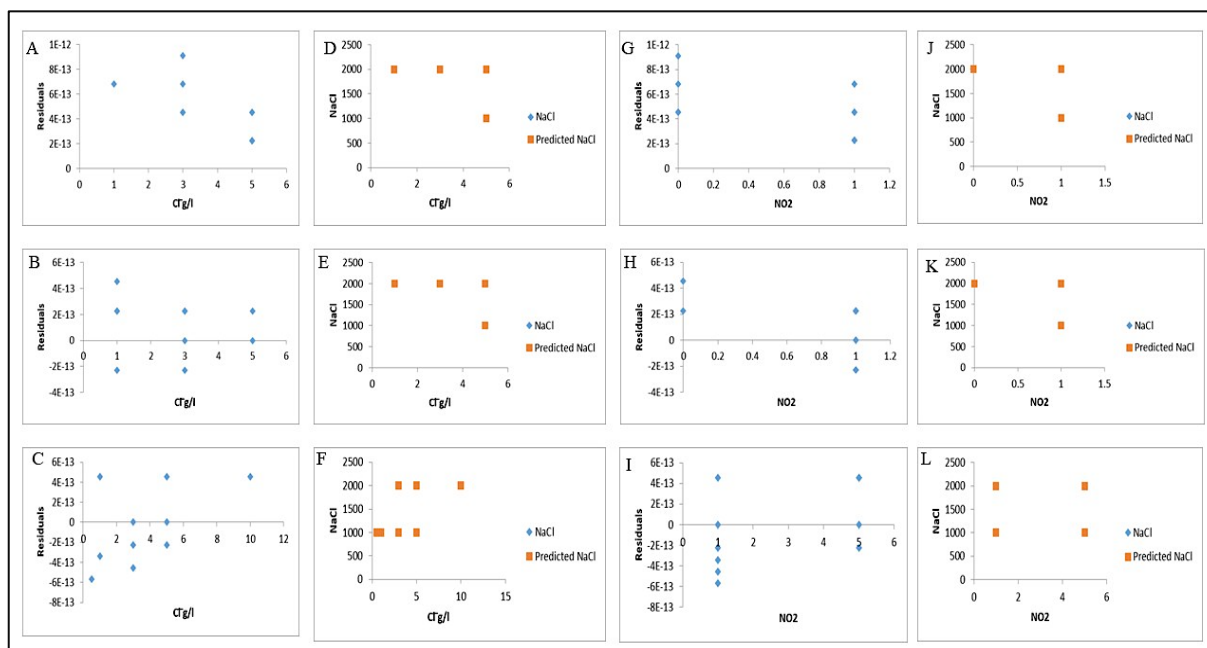 A
Residuals
1E-12
8E-13
6E-13
4E-13
2E-13
0
0 1 2 3 4 5 6
Cl⁻g/l
D
NaCl
2500
2000
1500
1000
500
0
0 2 4 6
Cl⁻g/l
NaCl
Predicted NaCl
G
Residuals
1E-12
8E-13
6E-13
4E-13
2E-13
0
0 0.2 0.4 0.6 0.8 1 1.2
NO2
J
NaCl
2500
2000
1500
1000
500
0
0 0.5 1 1.5
NO2
NaCl
Predicted NaCl
B
Residuals
6E-13
4E-13
2E-13
0
-2E-13
-4E-13
0 1 2 3 4 5 6
Cl⁻g/l
E
NaCl
2500
2000
1500
1000
500
0
0 2 4 6 8
Cl⁻g/l
NaCl
Predicted NaCl
H
Residuals
6E-13
4E-13
2E-13
0
-2E-13
-4E-13
0 0.2 0.4 0.6 0.8 1 1.2
NO2
K
NaCl
2500
2000
1500
1000
500
0
0 0.5 1 1.5
NO2
NaCl
Predicted NaCl
C
Residuals
6E-13
4E-13
2E-13
0
-2E-13
-4E-13
-6E-13
-8E-13
0 2 4 6 8 10 12
Cl⁻g/l
F
NaCl
2500
2000
1500
1000
500
0
0 5 10 15
Cl⁻g/l
NaCl
Predicted NaCl
I
Residuals
6E-13
4E-13
2E-13
0
-2E-13
-4E-13
-6E-13
-8E-13
0 1 2 3 4 5 6
NO2
L
NaCl
2500
2000
1500
1000
500
0
0 2 4 6
NO2
NaCl
Predicted NaCl